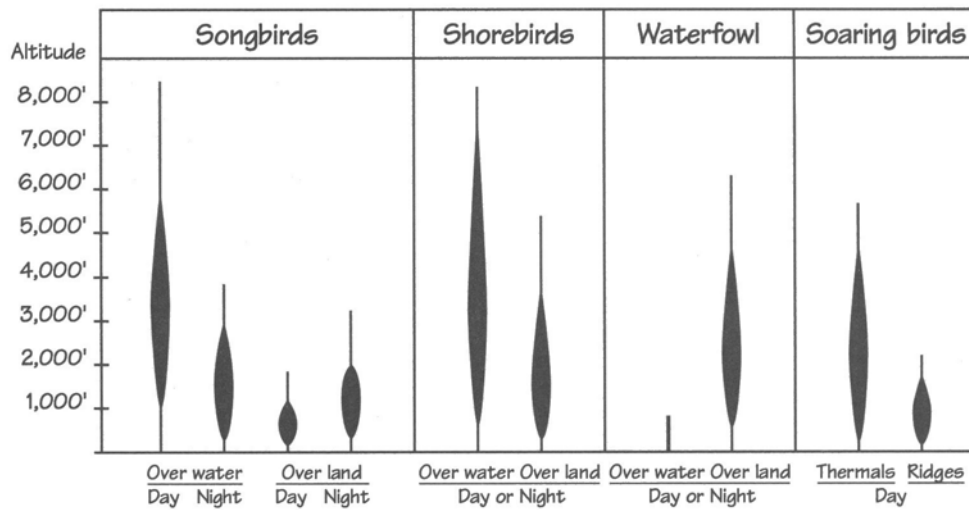 Songbirds Shorebirds Waterfowl Soaring birds
Altitude
8,000'
7,000'
6,000'
5,000'
4,000'
3,000'
2,000'
1,000'
Over water Over land Over water Over land Over water Over land Thermals Ridges
Day Night Day Night Day or Night Day or Night Day